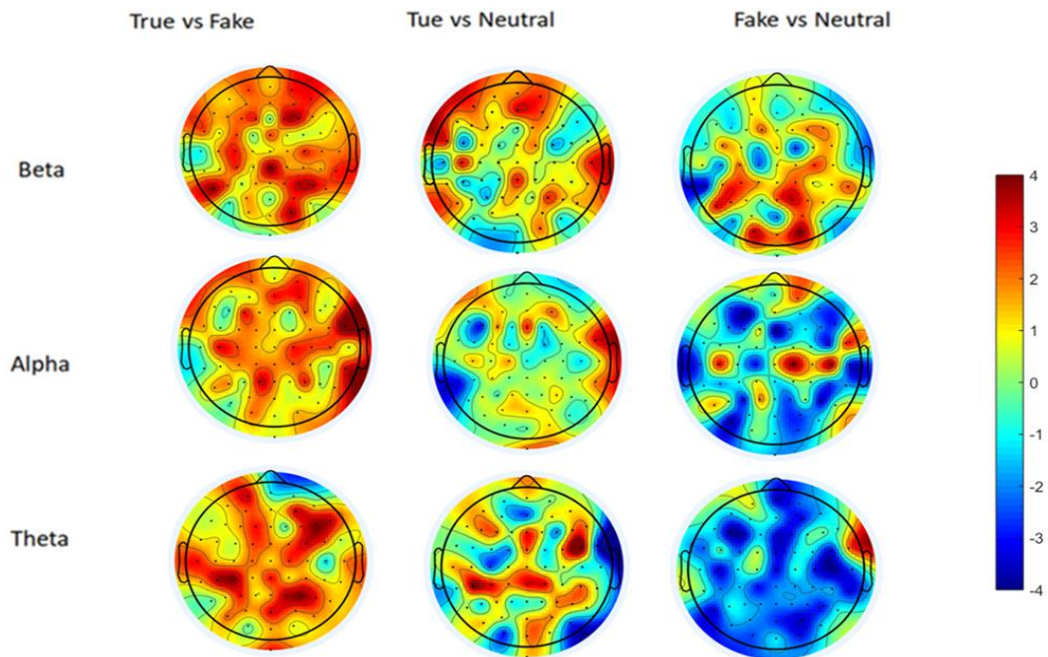 True vs Fake
Tue vs Neutral
Fake vs Neutral
Beta
Alpha
Theta
4
3
2
1
0
-1
-2
-3
-4